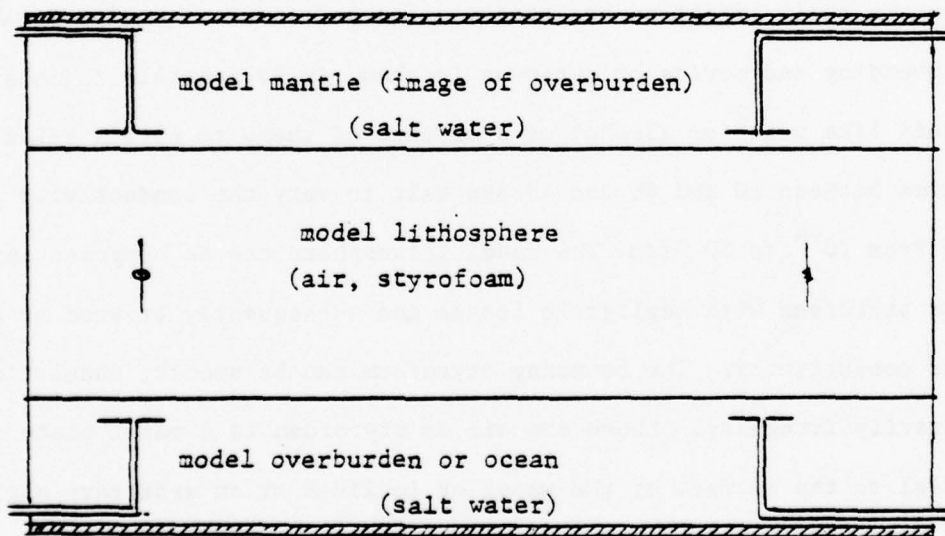 model mantle (image of overburden)
(salt water)
model lithosphere
(air, styrofoam)
model overburden or ocean
(salt water)